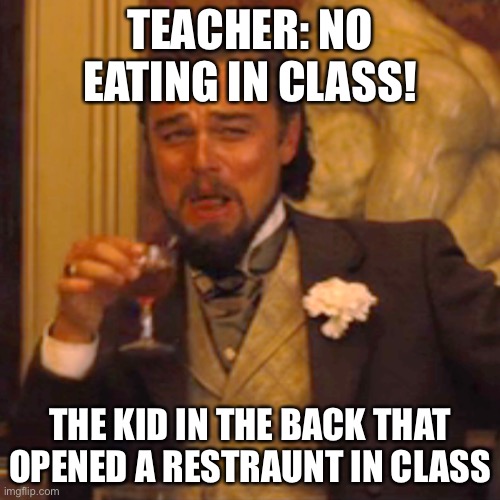 TEACHER: NO
EATING IN CLASS!
THE KID IN THE BACK THAT
OPENED A RESTRAUNT IN CLASS
imgflip.com